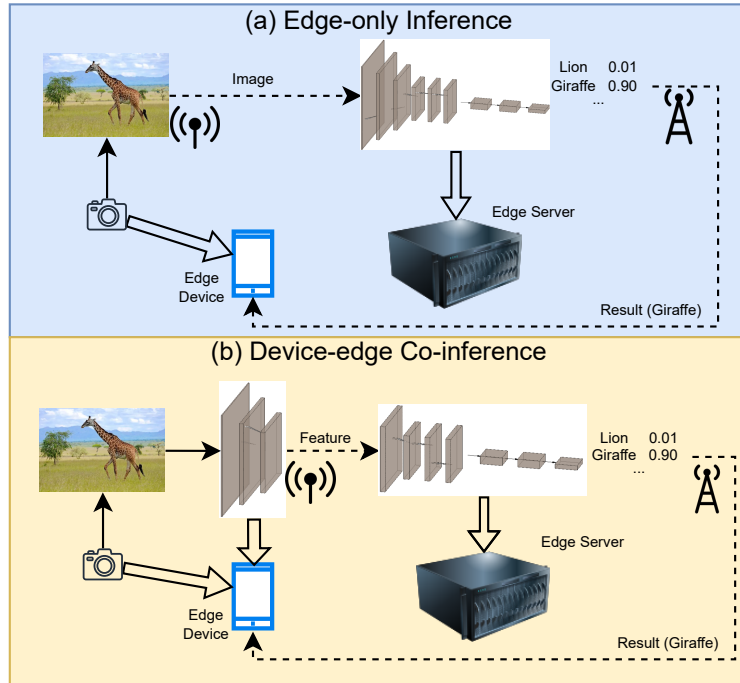 (a) Edge-only Inference
Image
Lion 0.01
Giraffe 0.90
...
Edge Server
Edge
Device
Result (Giraffe)
(b) Device-edge Co-inference
Feature
Lion 0.01
Giraffe 0.90
...
Edge Server
Edge
Device
Result (Giraffe)